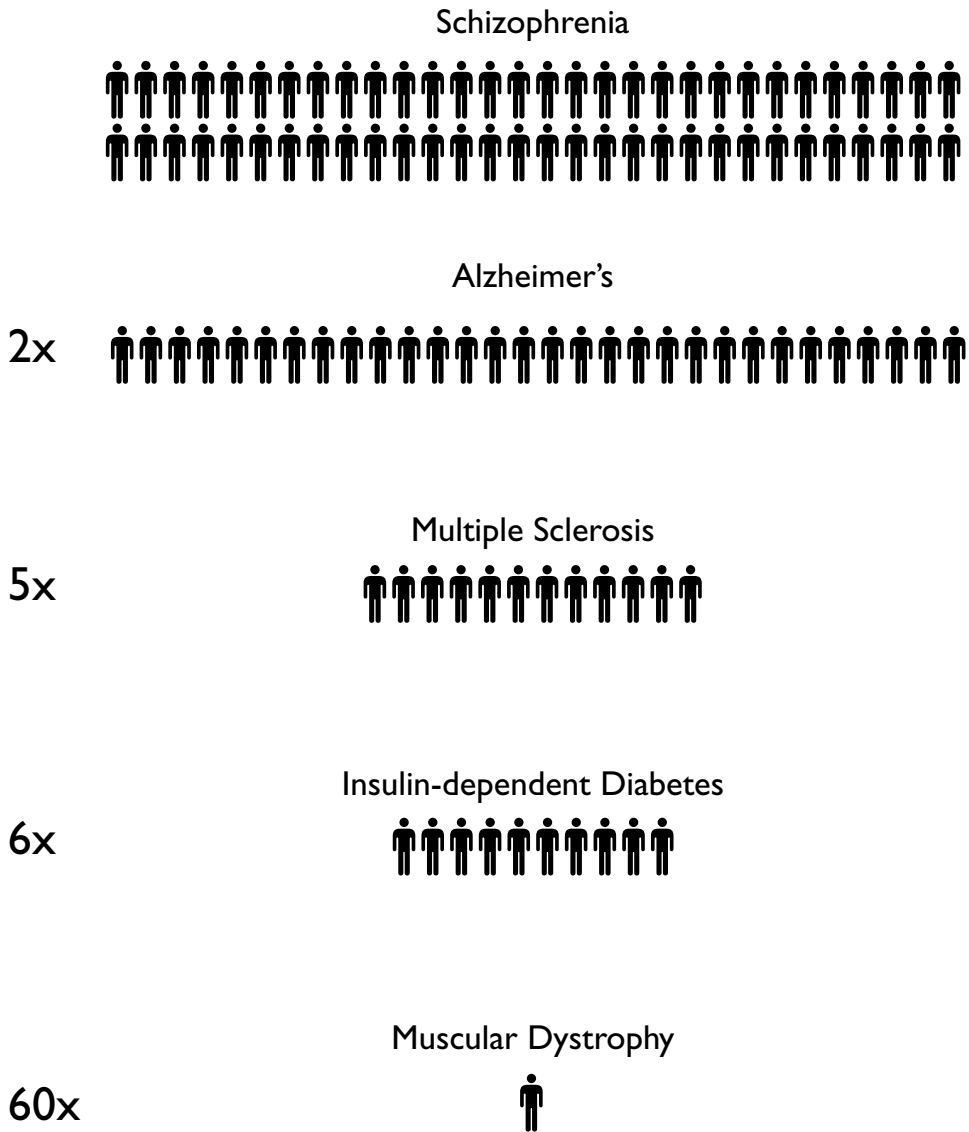 Schizophrenia
Alzheimer’s
2x
Multiple Sclerosis
5x
Insulin-dependent Diabetes
6x
Muscular Dystrophy
60x